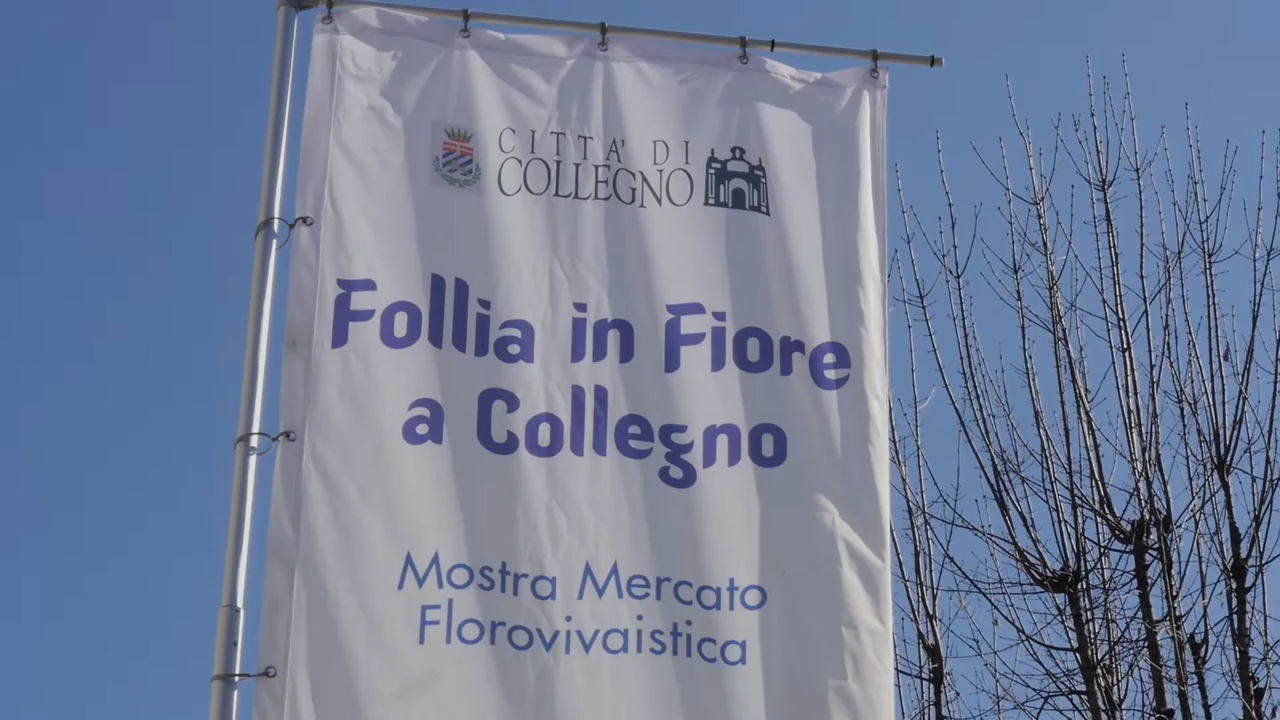 CITTA' DI
COLLEGNO
Follia in Fiore
a Collegno
Mostra Mercato
Florovivaistica